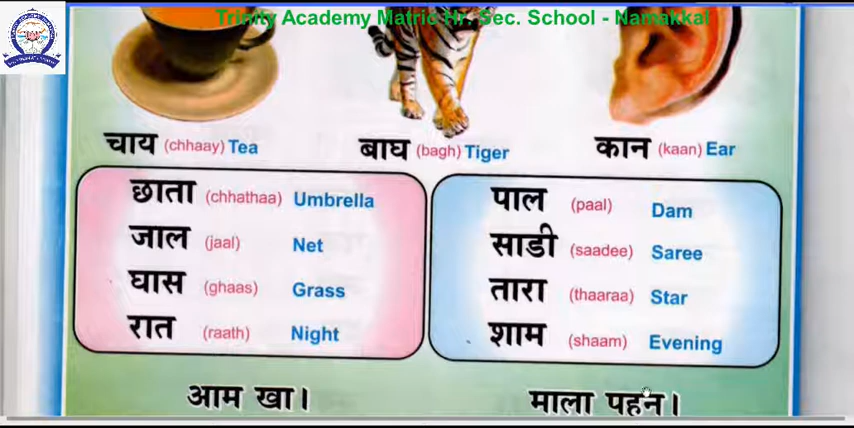 Trinity Academy Matric Hr. Sec. School - Namakkal
चाय (chhaay) Tea
बाघ (bagh) Tiger
कान (kaan) Ear
छाता (chhathaa) Umbrella
जाल (jaal) Net
घास (ghaas) Grass
रात (raath) Night
पाल (paal) Dam
साडी (saadee) Saree
तारा (thaaraa) Star
शाम (shaam) Evening
आम खा।
माला पहन।